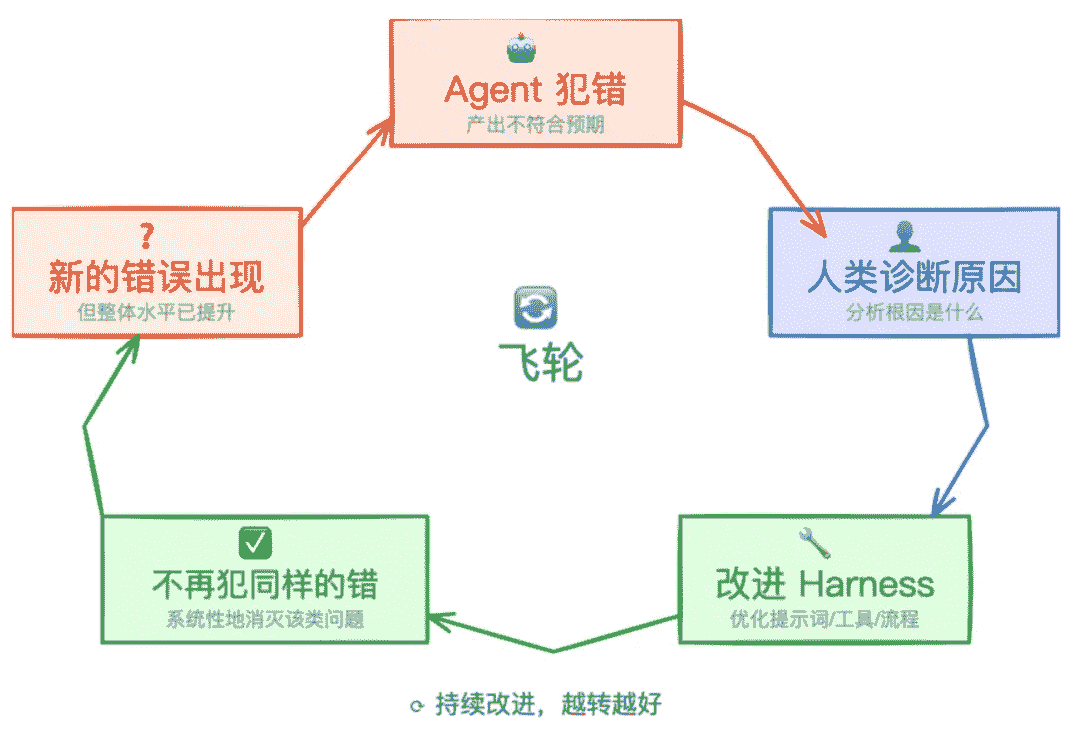 Agent 犯错
产出不符合预期
?
新的错误出现
但整体水平已提升
人类诊断原因
分析根因是什么
飞轮
不再犯同样的错
系统性地消灭该类问题
改进 Harness
优化提示词/工具/流程
⟳ 持续改进，越转越好